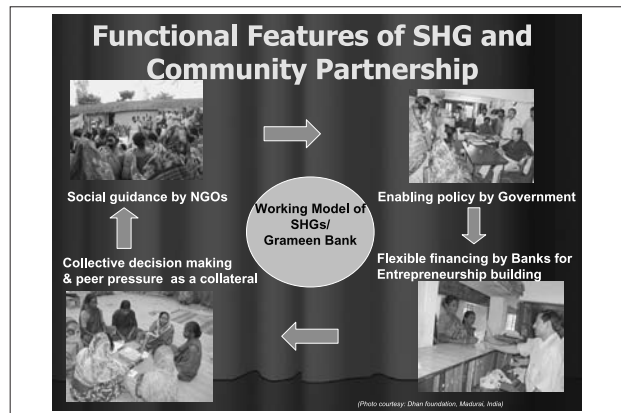 Functional Features of SHG and
Community Partnership
Social guidance by NGOs
Enabling policy by Government
Working Model of
SHGs/
Grameen Bank
Collective decision making
& peer pressure as a collateral
Flexible financing by Banks for
Entrepreneurship building
(Photo courtesy: Dhan foundation, Madurai, India)